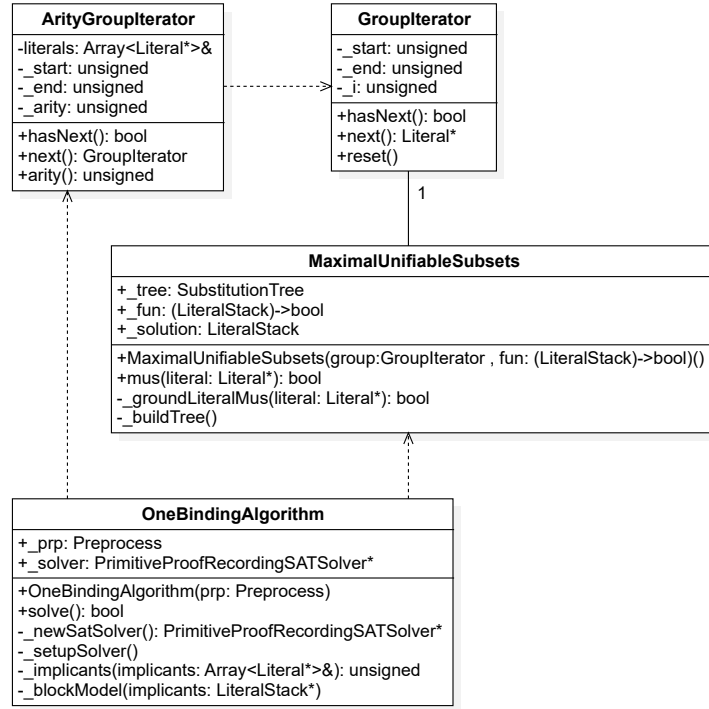 ArityGroupIterator
-literals: Array<Literal*>&
-_start: unsigned
-_end: unsigned
-_arity: unsigned
+hasNext(): bool
+next(): GroupIterator
+arity(): unsigned
GroupIterator
-_start: unsigned
-_end: unsigned
-_i: unsigned
+hasNext(): bool
+next(): Literal*
+reset()
1
MaximalUnifiableSubsets
+_tree: SubstitutionTree
+_fun: (LiteralStack)->bool
+_solution: LiteralStack
+MaximalUnifiableSubsets(group:GroupIterator , fun: (LiteralStack)->bool)()
+mus(literal: Literal*): bool
-_groundLiteralMus(literal: Literal*): bool
-_buildTree()
OneBindingAlgorithm
+_prp: Preprocess
+_solver: PrimitiveProofRecordingSATSolver*
+OneBindingAlgorithm(prp: Preprocess)
+solve(): bool
-_newSatSolver(): PrimitiveProofRecordingSATSolver*
-_setupSolver()
-_implicants(implicants: Array<Literal*>&): unsigned
-_blockModel(implicants: LiteralStack*)